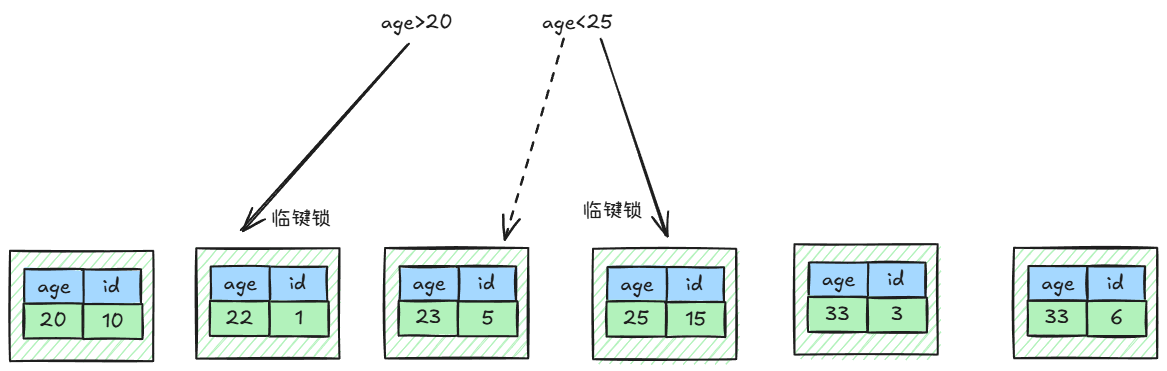 age>20 age<25
临键锁 临键锁
age id age id age id age id age id age id
20 10 22 1 23 5 25 15 33 3 33 6